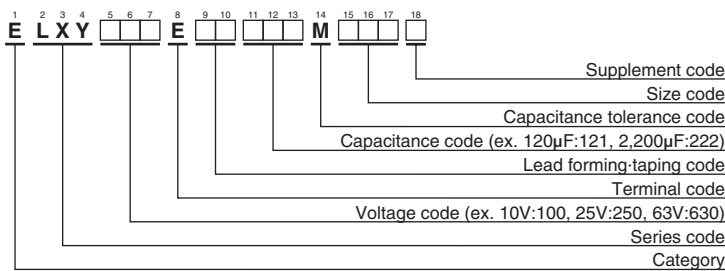 1 2 3 4 5 6 7 8 9 10 11 12 13 14 15 16 17 18
E L X Y E M
Supplement code
Size code
Capacitance tolerance code
Capacitance code (ex. 120µF:121, 2,200µF:222)
Lead forming·taping code
Terminal code
Voltage code (ex. 10V:100, 25V:250, 63V:630)
Series code
Category